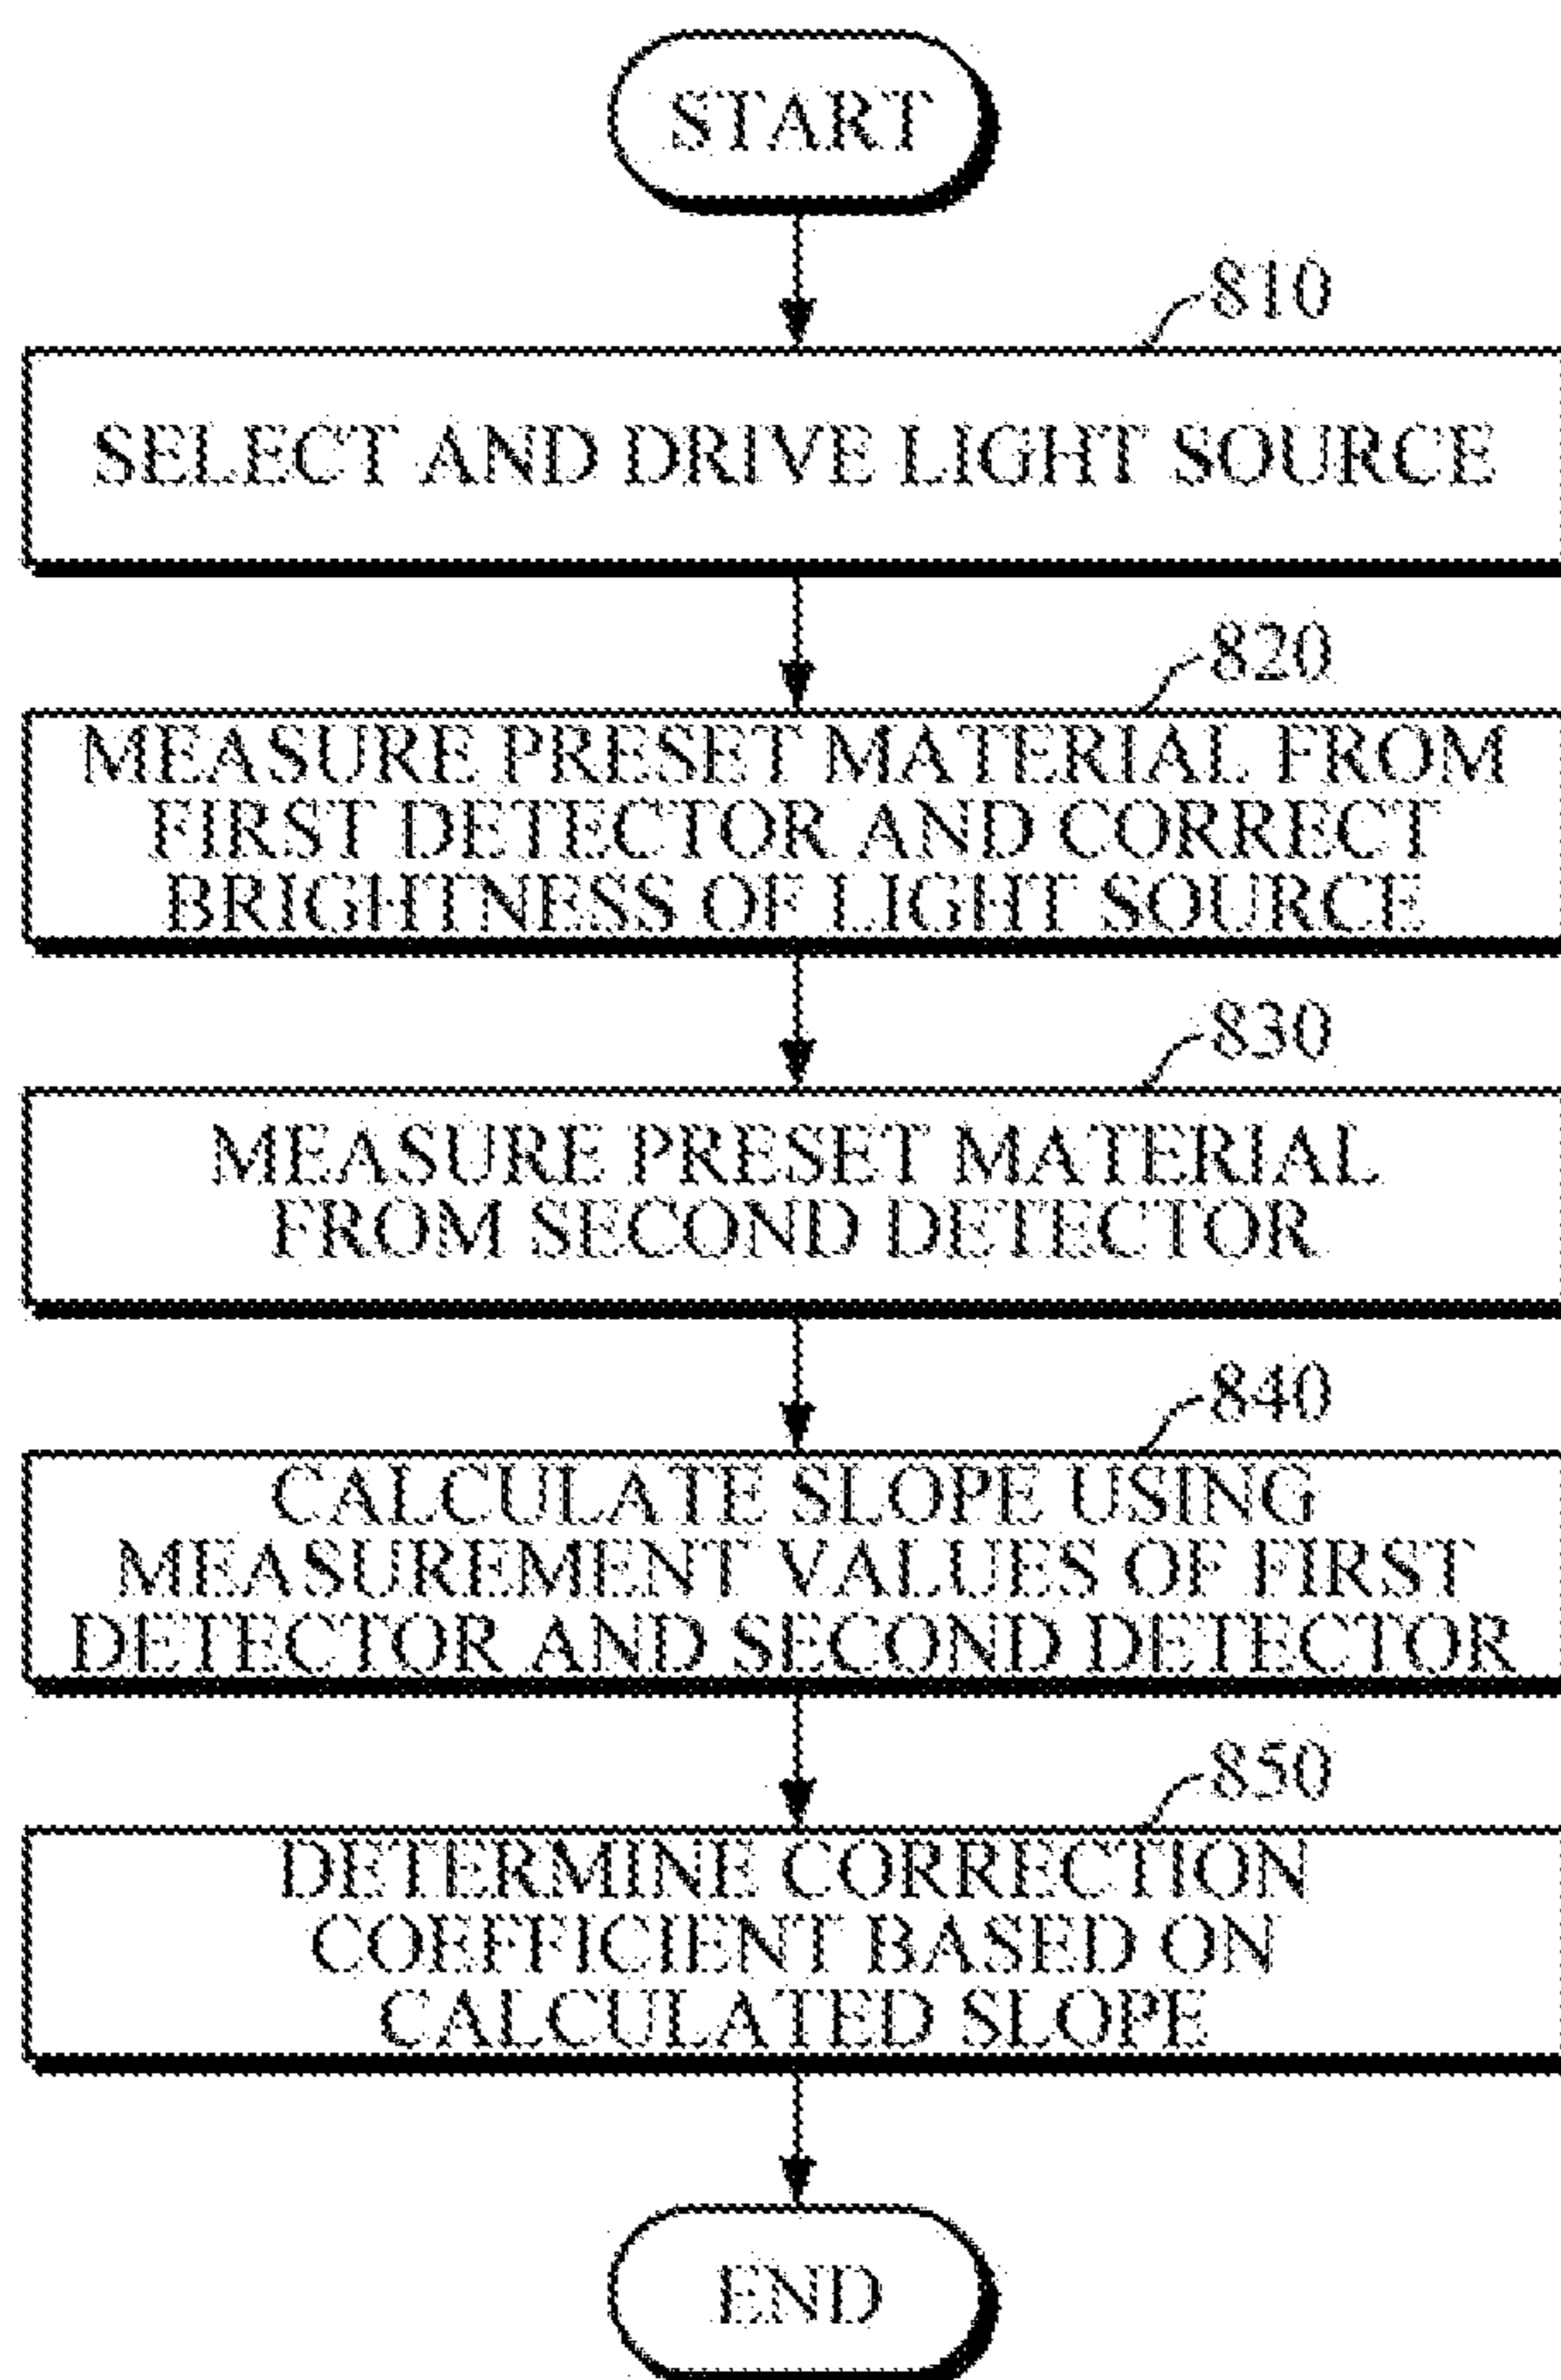 START
810
SELECT AND DRIVE LIGHT SOURCE
820
MEASURE PRESET MATERIAL FROM
FIRST DETECTOR AND CORRECT
BRIGHTNESS OF LIGHT SOURCE
830
MEASURE PRESET MATERIAL
FROM SECOND DETECTOR
840
CALCULATE SLOPE USING
MEASUREMENT VALUES OF FIRST
DETECTOR AND SECOND DETECTOR
850
DETERMINE CORRECTION
COEFFICIENT BASED ON
CALCULATED SLOPE
END